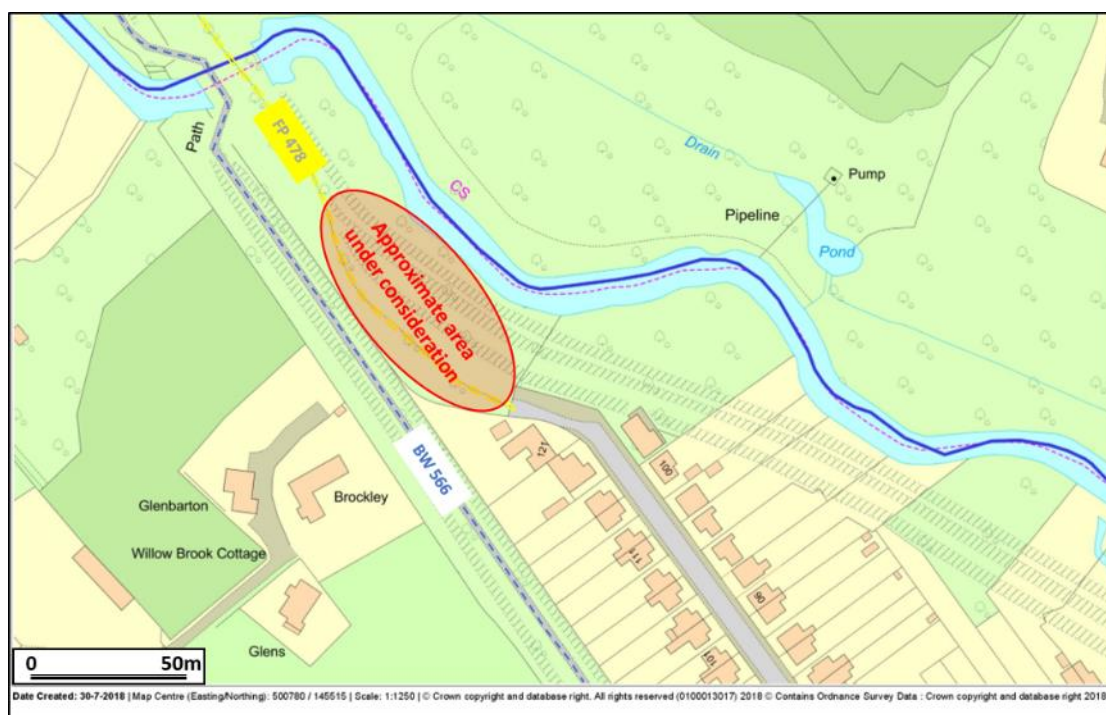 Path
FP 478
CS
Drain
Pump
Pipeline
Pond
Approximate area
under consideration
BW 566
121
100
111
90
101
Glenbarton
Brockley
Willow Brook Cottage
Glens
0 50m
Date Created: 30-7-2018 | Map Centre (Easting/Northing): 500780 / 145515 | Scale: 1:1250 | © Crown copyright and database right. All rights reserved (0100013017) 2018 © Contains Ordnance Survey Data : Crown copyright and database right 2018